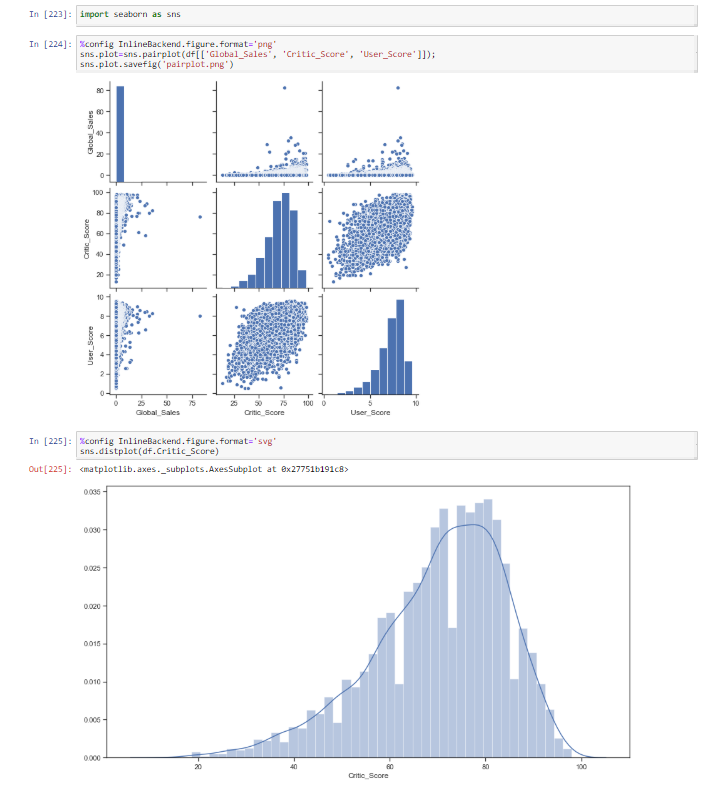 In [223]: import seaborn as sns
In [224]: %config InlineBackend.figure.format='png'
sns.plot=sns.pairplot(df[['Global_Sales', 'Critic_Score', 'User_Score']]);
sns.plot.savefig('pairplot.png')
80
60
40
20
0
Global_Sales
100
80
60
40
20
Critic_Score
10
8
6
4
2
0
User_Score
0 25 50 75
Global_Sales
25 50 75 100
Critic_Score
0 5 10
User_Score
In [225]: %config InlineBackend.figure.format='svg'
sns.distplot(df.Critic_Score)
Out[225]: <matplotlib.axes._subplots.AxesSubplot at 0x27751b191c8>
0.035
0.030
0.025
0.020
0.015
0.010
0.005
0.000
20 40 60 80 100
Critic_Score